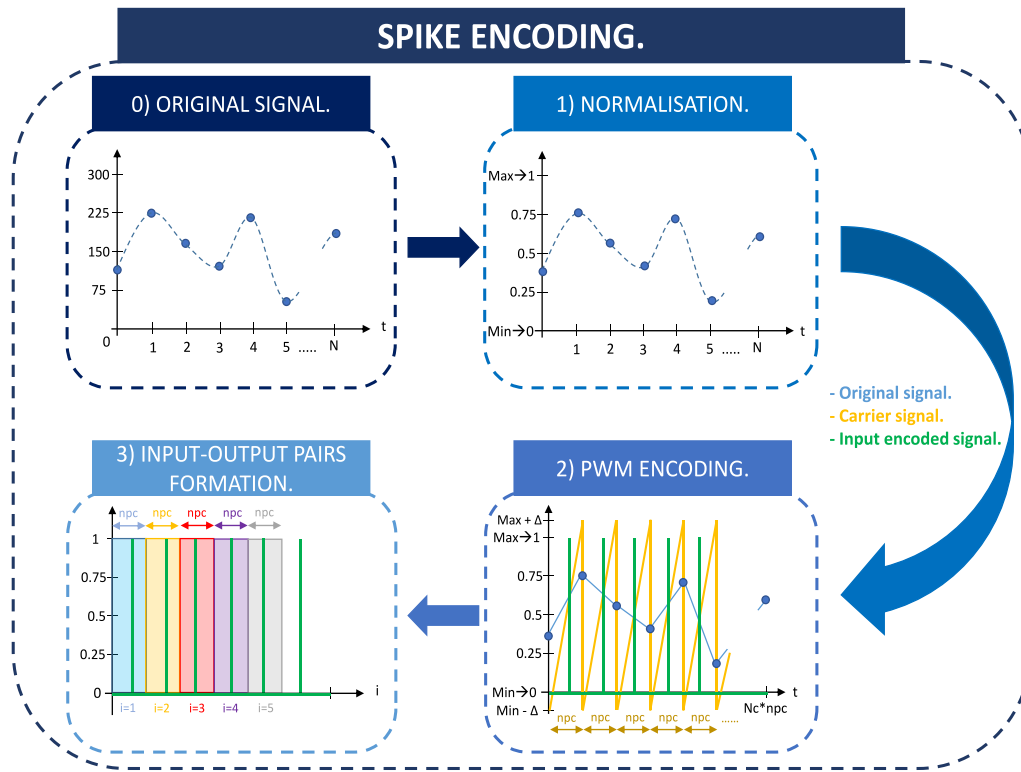 SPIKE ENCODING.
0) ORIGINAL SIGNAL.
300
225
150
75
0
1 2 3 4 5 ..... N
t
1) NORMALISATION.
Max→1
0.75
0.5
0.25
Min→0
1 2 3 4 5 ..... N
t
- Original signal.
- Carrier signal.
- Input encoded signal.
3) INPUT-OUTPUT PAIRS
FORMATION.
npc npc npc npc npc
1
0.75
0.5
0.25
0
i
i=1 i=2 i=3 i=4 i=5
2) PWM ENCODING.
Max + Δ
Max→1
0.75
0.5
0.25
Min→0
Min - Δ
t
Nc*npc
npc npc npc npc npc ......